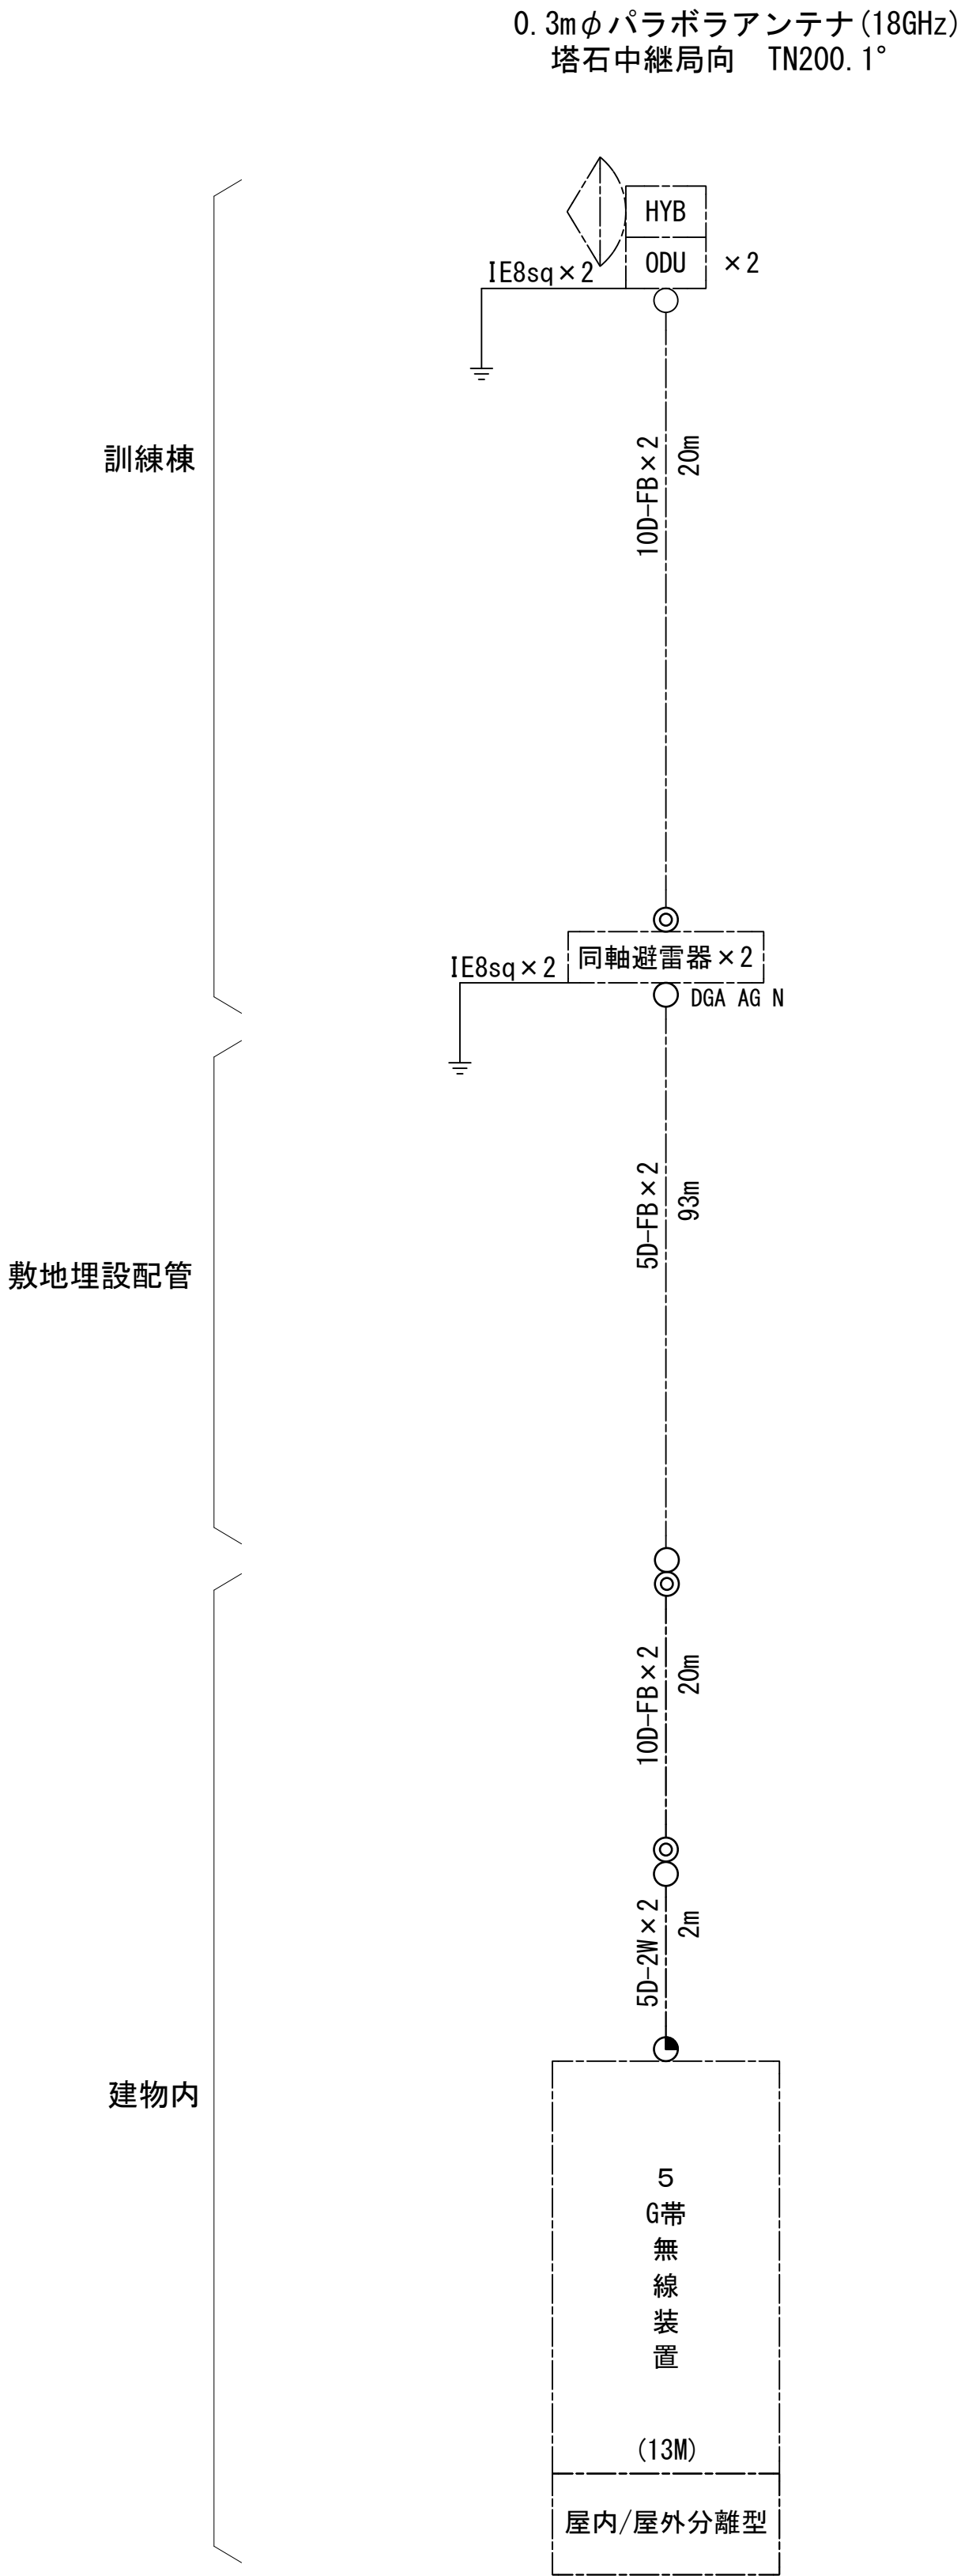 0.3mφパラボラアンテナ(18GHz)
塔石中継局向　TN200.1°
HYB
ODU
×2
IE8sq×2
訓練棟
10D-FB×2
20m
同軸避雷器×2
IE8sq×2
DGA AG N
5D-FB×2
93m
敷地埋設配管
10D-FB×2
20m
5D-2W×2
2m
建物内
5
G帯
無
線
装
置
(13M)
屋内/屋外分離型